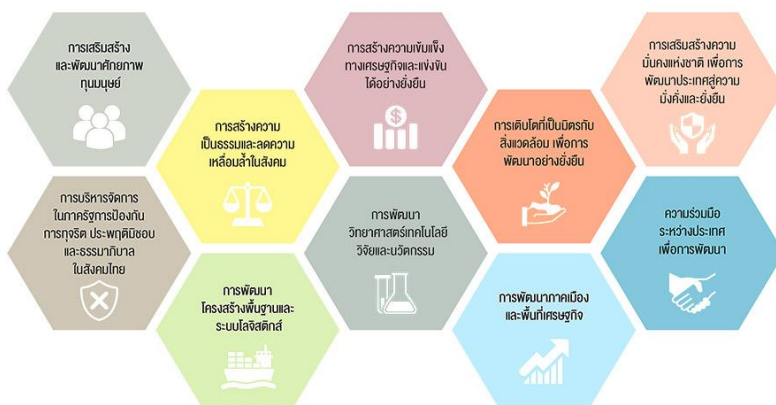 การเสริมสร้าง
และพัฒนาศักยภาพ
ทุนมนุษย์
การสร้างความ
เป็นธรรมและลดความ
เหลื่อมล้ำในสังคม
การสร้างความเข้มแข็ง
ทางเศรษฐกิจและแข่งขัน
ได้อย่างยั่งยืน
การเติบโตที่เป็นมิตรกับ
สิ่งแวดล้อม เพื่อการ
พัฒนาอย่างยั่งยืน
การเสริมสร้างความ
มั่นคงแห่งชาติ เพื่อการ
พัฒนาประเทศสู่ความ
มั่งคั่งและยั่งยืน
การบริหารจัดการ
ในภาครัฐการป้องกัน
การทุจริต ประพฤติมิชอบ
และธรรมาภิบาล
ในสังคมไทย
การพัฒนา
โครงสร้างพื้นฐานและ
ระบบโลจิสติกส์
การพัฒนา
วิทยาศาสตร์เทคโนโลยี
วิจัยและนวัตกรรม
การพัฒนาภาคเมือง
และพื้นที่เศรษฐกิจ
ความร่วมมือ
ระหว่างประเทศ
เพื่อการพัฒนา